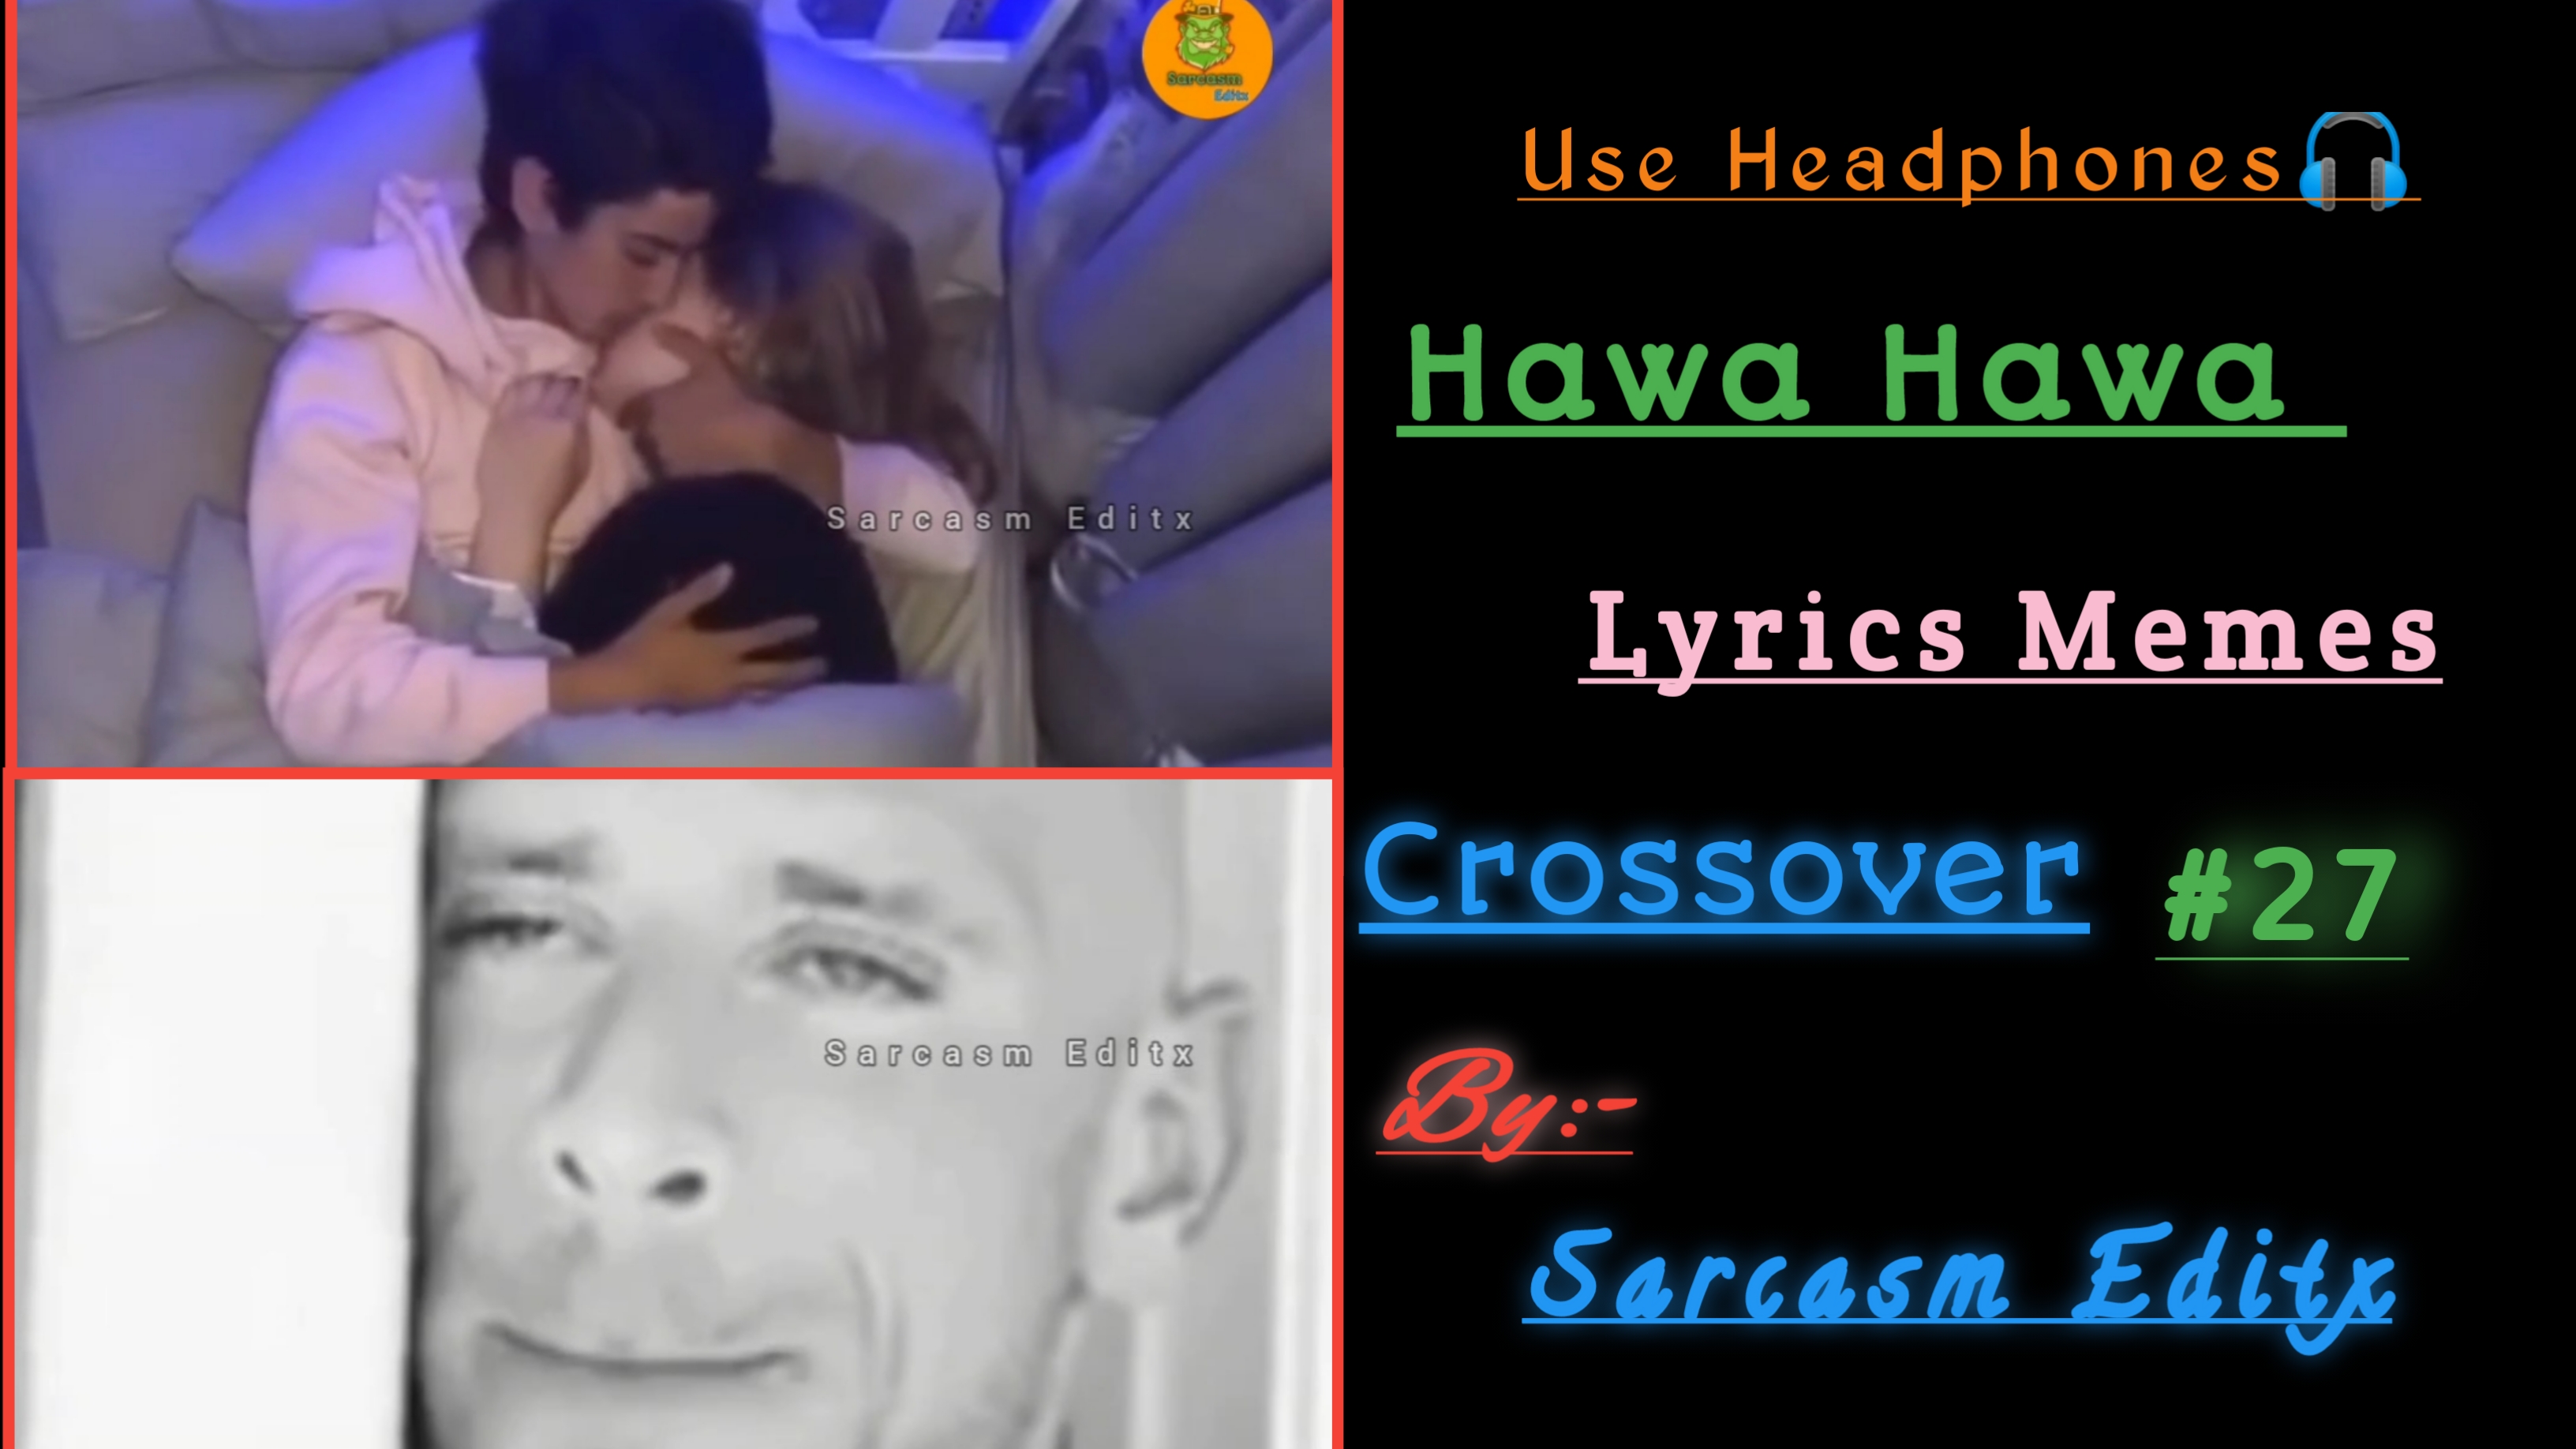 Sarcasm
Editx
Sarcasm Editx
Sarcasm Editx
Use Headphones🎧
Hawa Hawa
Lyrics Memes
Crossover #27
By:-
Sarcasm Editx